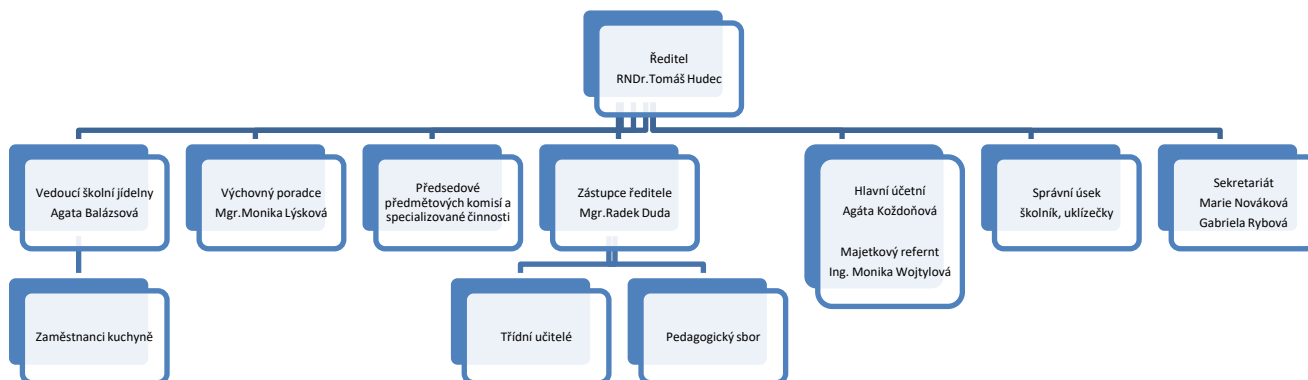 Ředitel
RNDr.Tomáš Hudec
Vedoucí školní jídelny
Agata Balázsová
Výchovný poradce
Mgr.Monika Lýsková
Předsedové
předmětových komisí a
specializované činnosti
Zástupce ředitele
Mgr.Radek Duda
Hlavní účetní
Agáta Koždoňová
Majetkový refernt
Ing. Monika Wojtylová
Správní úsek
školník, uklízečky
Sekretariát
Marie Nováková
Gabriela Rybová
Zaměstnanci kuchyně
Třídní učitelé
Pedagogický sbor